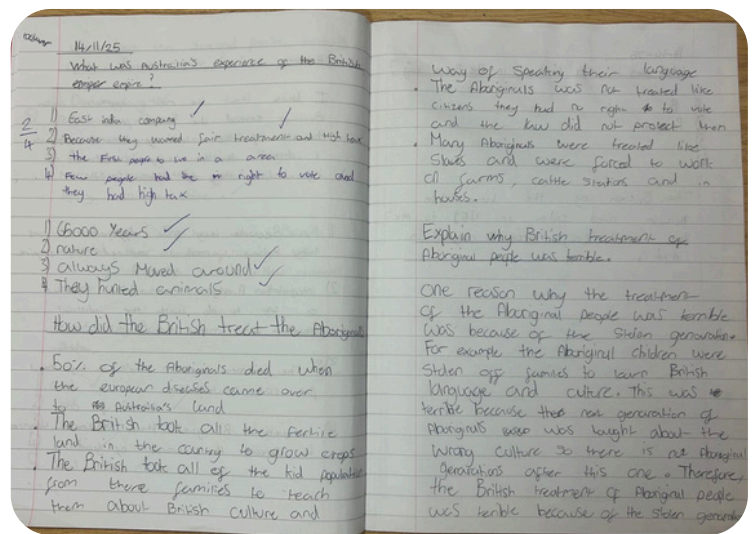 14/11/25
What was Australia's experience of the British
empire?
1) East india company
2) Because they wanted fair treatment and High tax
3) the First people to live in a area
4) Few people had the right to vote and
they had high tax
2/4
1) 66000 Years
2) nature
3) always Moved around
4) They hunted animals
How did the British treat the Aboriginals
• 50% of the Aboriginals died when
the european diseases came over
to Austrailsa's land
• The British took all the fertile
land in the country to grow crops
• The British took all of the kid population
from there families to teach
them about British culture and
way of speaking their language
• The Aboriginals was not treated like
citizens they had no right to vote
and the law did not protect them
• Many Aboriginals were treated like
slaves and were forced to work
on farms, cattle stations and in
houses.
Explain why British treatment of
Aboriginal people was terrible.
One reason why the treatment
of the Aboriginal people was terrible
was because of the stolen genaration.
For example the Aboriginal children were
stolen off families to learn British
language and culture. This was
terrible because the next genaration of
Aboriginals was taught about the
wrong culture so there is not Aboriginal
genarations after this one. Therefore,
the British treatment of Aboriginal people
was terrible because of the stolen